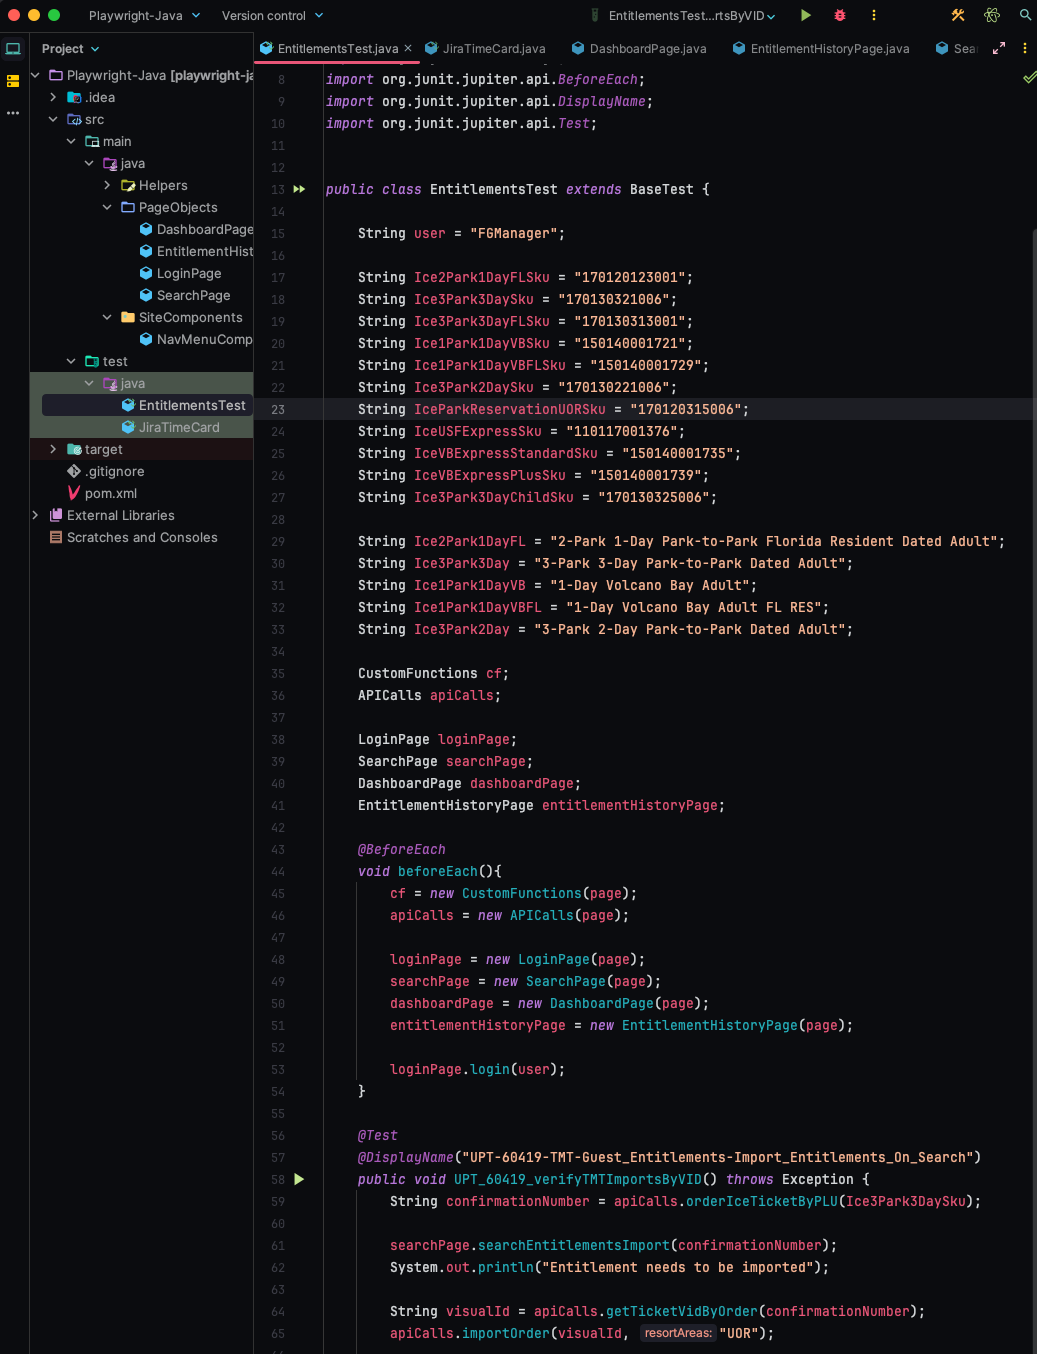 Playwright-Java
Version control
EntitlementsTest...rtsByVID
Project
EntitlementsTest.java
JiraTimeCard.java
DashboardPage.java
EntitlementHistoryPage.java
Sear
Playwright-Java [playwright-ja
.idea
src
main
java
Helpers
PageObjects
DashboardPage
EntitlementHist
LoginPage
SearchPage
SiteComponents
NavMenuComp
test
java
EntitlementsTest
JiraTimeCard
target
.gitignore
pom.xml
External Libraries
Scratches and Consoles
8 import org.junit.jupiter.api.BeforeEach;
9 import org.junit.jupiter.api.DisplayName;
10 import org.junit.jupiter.api.Test;
11
12
13 public class EntitlementsTest extends BaseTest {
14
15 String user = "FGManager";
16
17 String Ice2Park1DayFLSku = "170120123001";
18 String Ice3Park3DaySku = "170130321006";
19 String Ice3Park3DayFLSku = "170130313001";
20 String Ice1Park1DayVBSku = "150140001721";
21 String Ice1Park1DayVBFLSku = "150140001729";
22 String Ice3Park2DaySku = "170130221006";
23 String IceParkReservationUORSku = "170120315006";
24 String IceUSFExpressSku = "110117001376";
25 String IceVBExpressStandardSku = "150140001735";
26 String IceVBExpressPlusSku = "150140001739";
27 String Ice3Park3DayChildSku = "170130325006";
28
29 String Ice2Park1DayFL = "2-Park 1-Day Park-to-Park Florida Resident Dated Adult";
30 String Ice3Park3Day = "3-Park 3-Day Park-to-Park Dated Adult";
31 String Ice1Park1DayVB = "1-Day Volcano Bay Adult";
32 String Ice1Park1DayVBFL = "1-Day Volcano Bay Adult FL RES";
33 String Ice3Park2Day = "3-Park 2-Day Park-to-Park Dated Adult";
34
35 CustomFunctions cf;
36 APICalls apiCalls;
37
38 LoginPage loginPage;
39 SearchPage searchPage;
40 DashboardPage dashboardPage;
41 EntitlementHistoryPage entitlementHistoryPage;
42
43 @BeforeEach
44 void beforeEach(){
45 cf = new CustomFunctions(page);
46 apiCalls = new APICalls(page);
47
48 loginPage = new LoginPage(page);
49 searchPage = new SearchPage(page);
50 dashboardPage = new DashboardPage(page);
51 entitlementHistoryPage = new EntitlementHistoryPage(page);
52
53 loginPage.login(user);
54 }
55
56 @Test
57 @DisplayName("UPT-60419-TMT-Guest_Entitlements-Import_Entitlements_On_Search")
58 public void UPT_60419_verifyTMTImportsByVID() throws Exception {
59 String confirmationNumber = apiCalls.orderIceTicketByPLU(Ice3Park3DaySku);
60
61 searchPage.searchEntitlementsImport(confirmationNumber);
62 System.out.println("Entitlement needs to be imported");
63
64 String visualId = apiCalls.getTicketVidByOrder(confirmationNumber);
65 apiCalls.importOrder(visualId, resortAreas: "UOR");